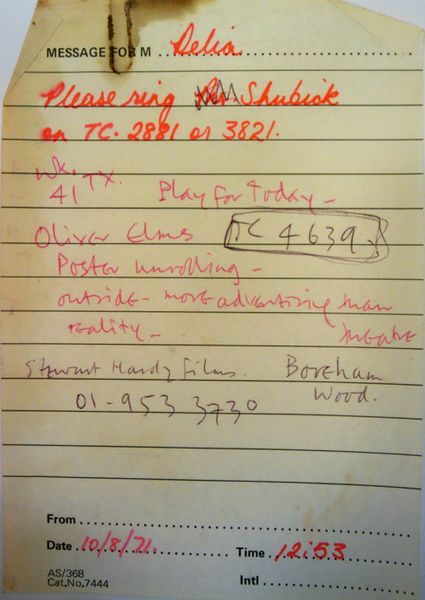 MESSAGE FOR M .. Delia
Please ring Shubick
on TC. 2881 or 3821.
Wk. TX.
41 Play for Today -
Oliver Elmes TC 4639
Poster unrolling -
outside - more advertising than
reality - theatre
Stewart Hardy Films. Boreham
01-953 3730 Wood.
From
Date 10/8/71. Time 12:53
AS/368
Cat.No.7444 Intl